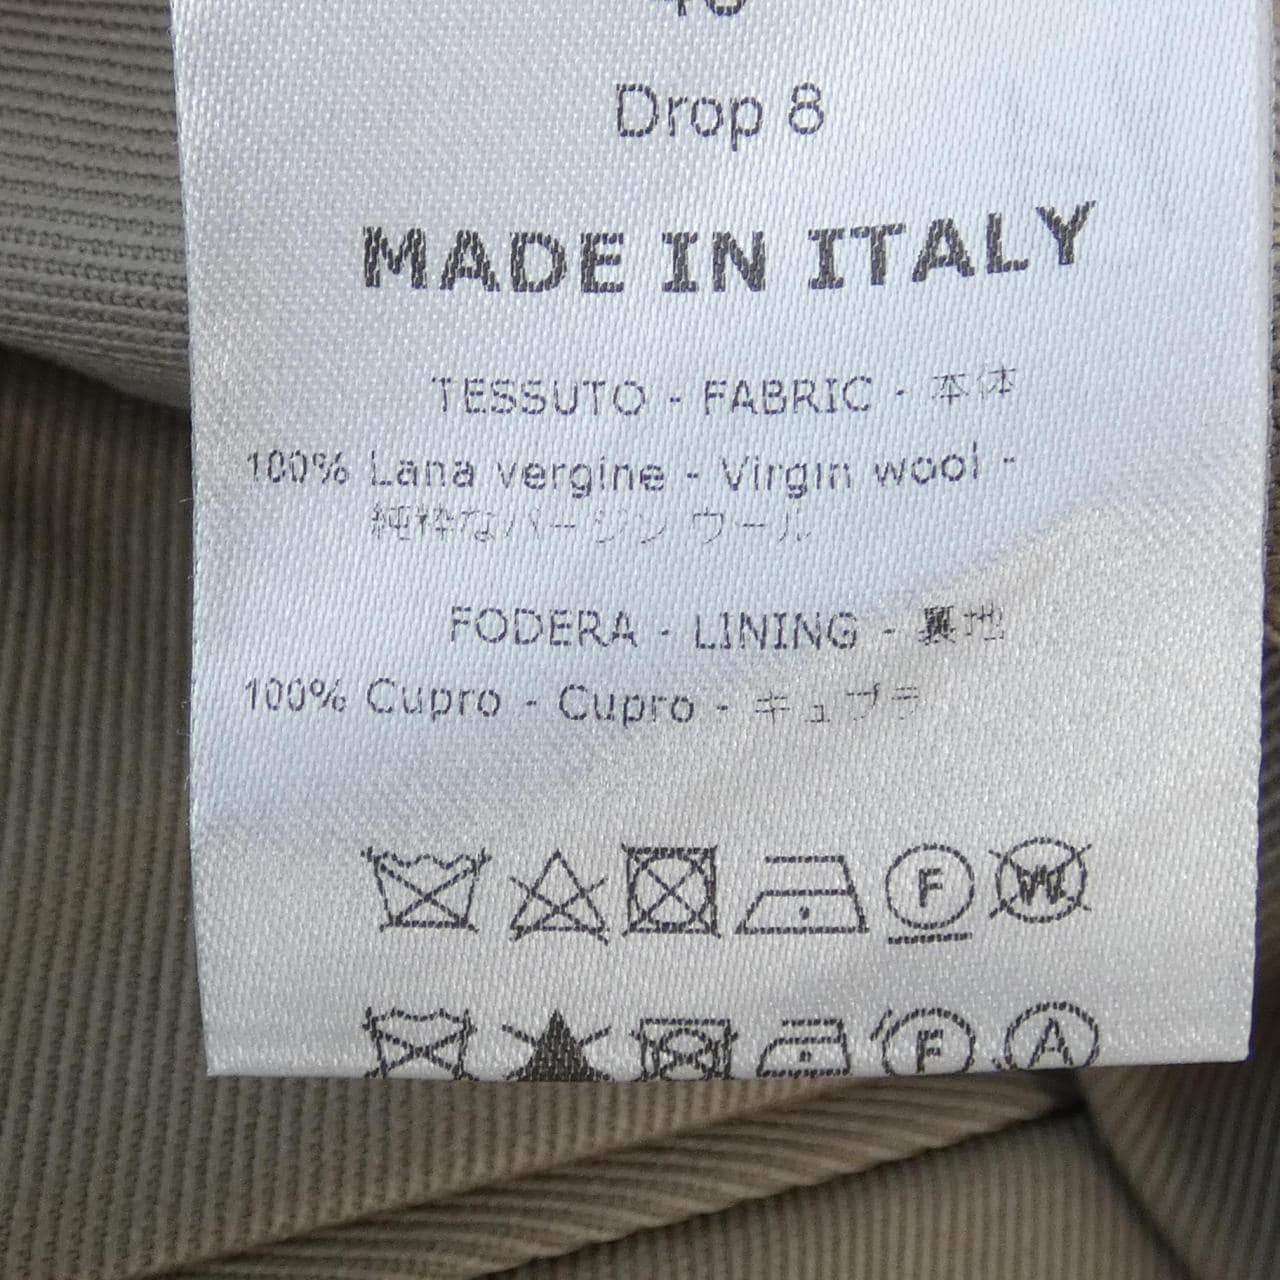 Drop 8
MADE IN ITALY
TESSUTO - FABRIC - 本体
100% Lana vergine - Virgin wool -
純粋なバージン ウール
FODERA - LINING - 裏地
100% Cupro - Cupro - キュプラ
F W
F A